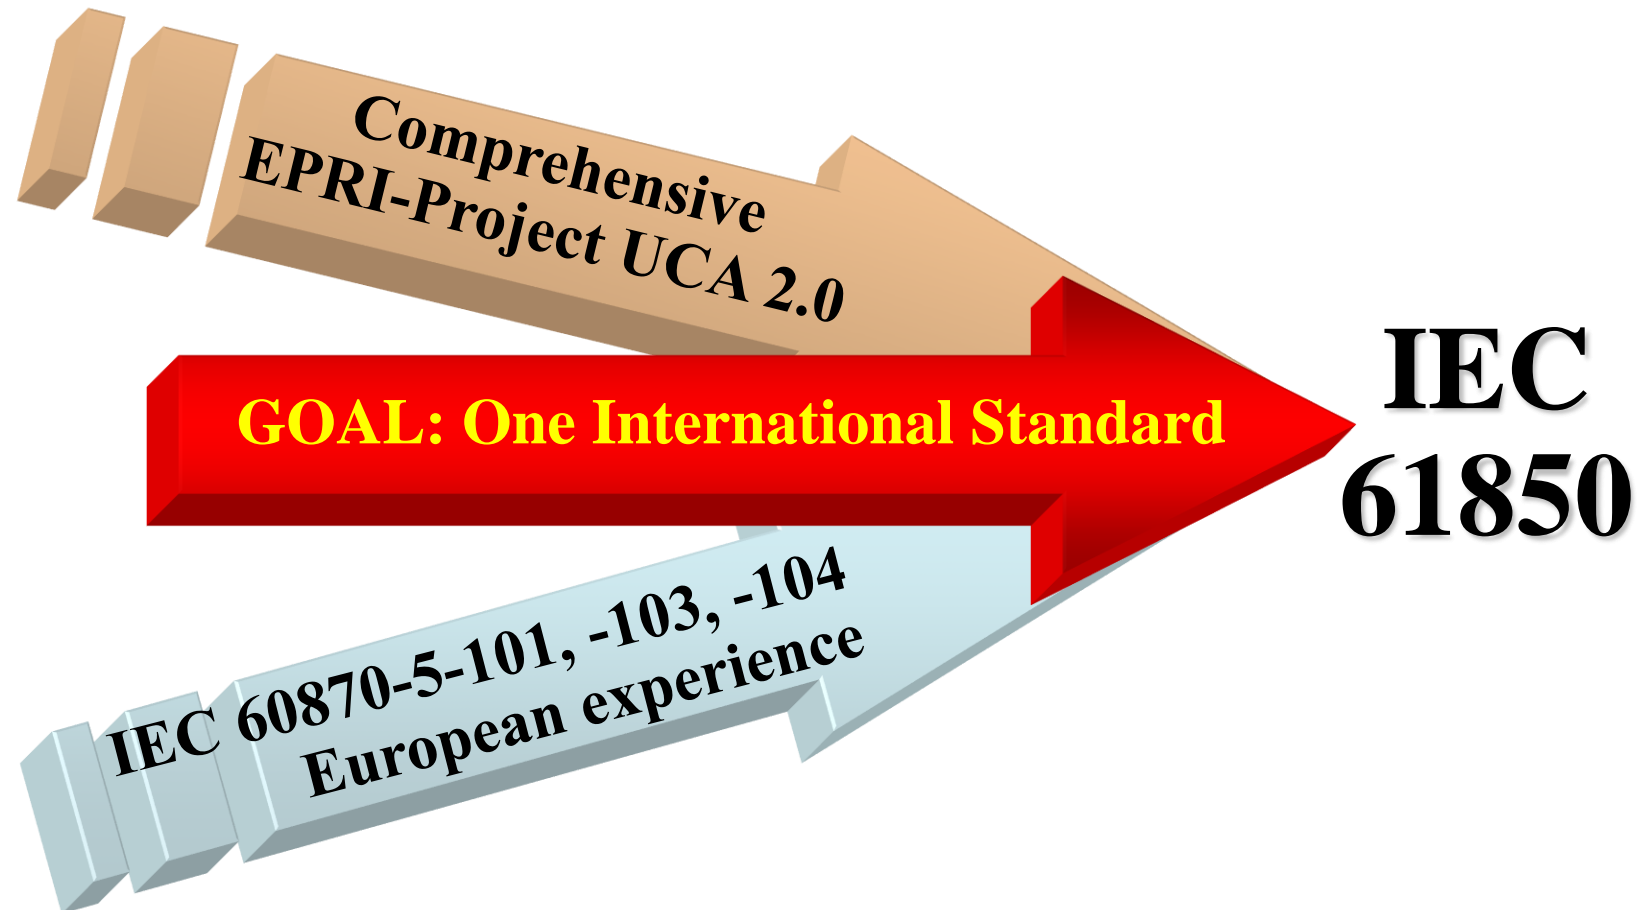 Comprehensive
EPRI-Project UCA 2.0
GOAL: One International Standard
IEC
61850
IEC 60870-5-101, -103, -104
European experience